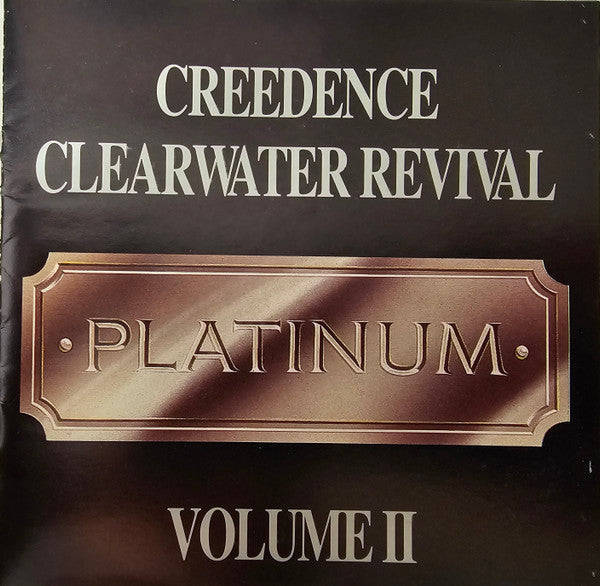 CREEDENCE
CLEARWATER REVIVAL
· PLATINUM ·
VOLUME II